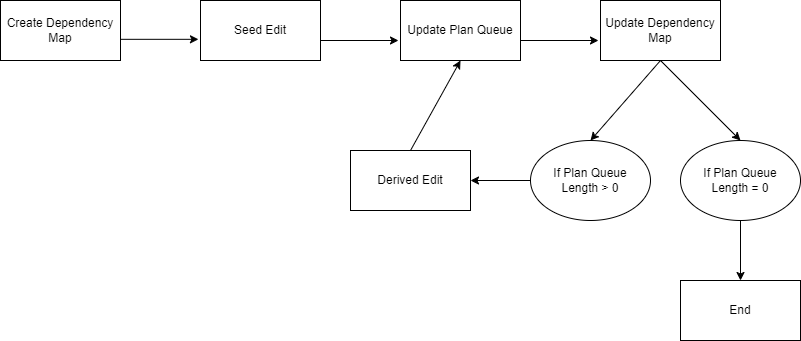 Create Dependency
Map
Seed Edit
Update Plan Queue
Update Dependency
Map
Derived Edit
If Plan Queue
Length > 0
If Plan Queue
Length = 0
End